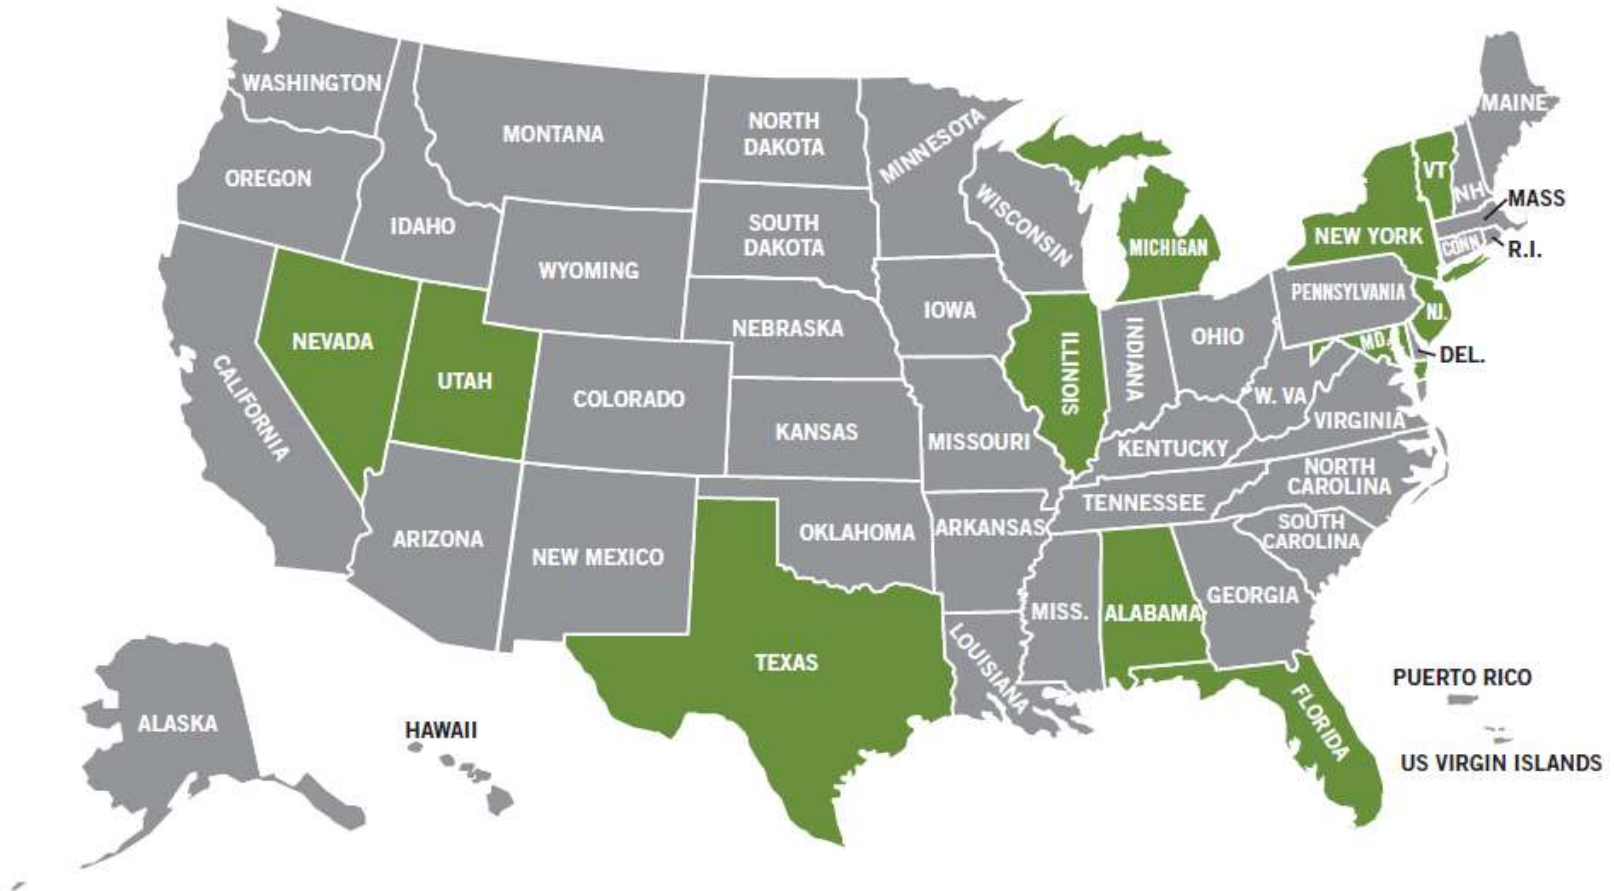 WASHINGTON
OREGON
CALIFORNIA
NEVADA
IDAHO
MONTANA
WYOMING
UTAH
COLORADO
ARIZONA
NEW MEXICO
NORTH
DAKOTA
SOUTH
DAKOTA
NEBRASKA
KANSAS
OKLAHOMA
TEXAS
MINNESOTA
IOWA
MISSOURI
ARKANSAS
LOUISIANA
WISCONSIN
ILLINOIS
MICHIGAN
INDIANA
OHIO
KENTUCKY
TENNESSEE
MISS.
ALABAMA
GEORGIA
FLORIDA
SOUTH
CAROLINA
NORTH
CAROLINA
VIRGINIA
W. VA
MD.
DEL.
PENNSYLVANIA
NJ.
NEW YORK
CONN
R.I.
MASS
VT
NH
MAINE
ALASKA
HAWAII
PUERTO RICO
US VIRGIN ISLANDS